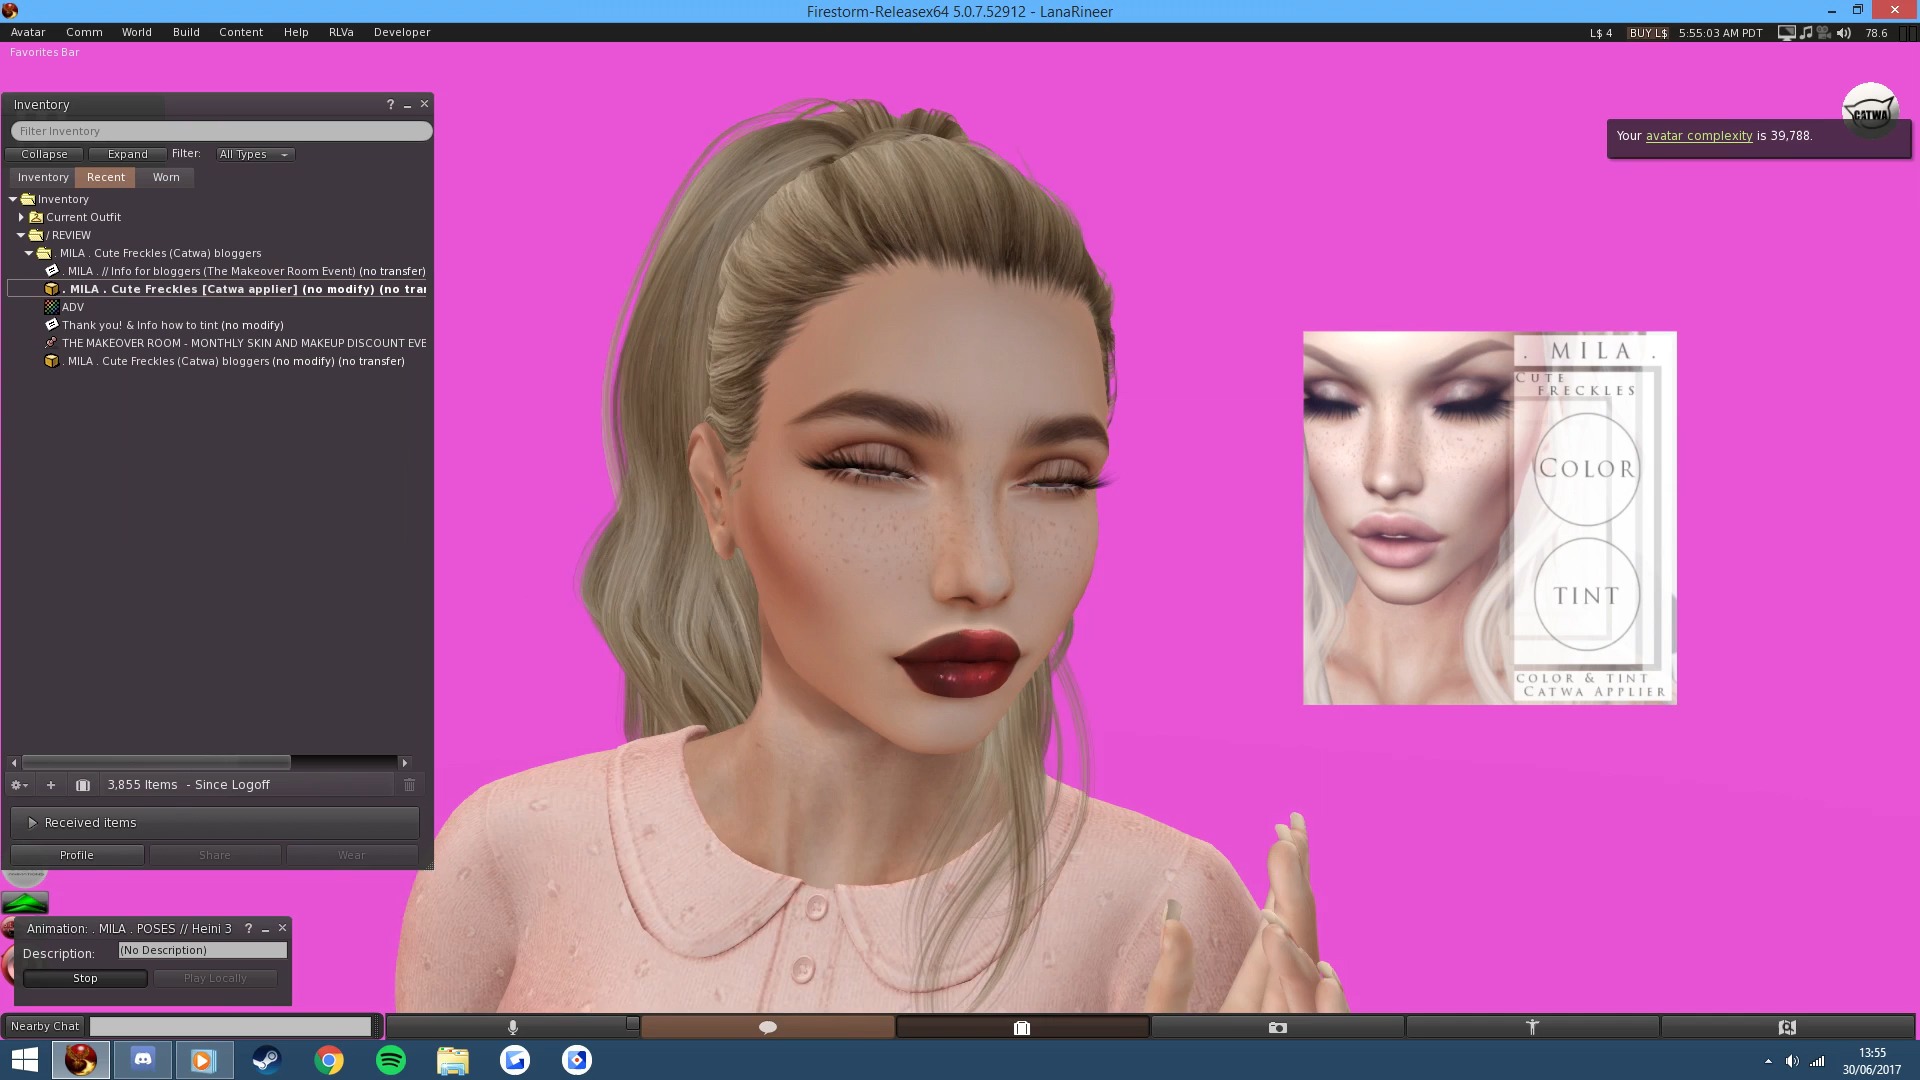 Firestorm-Releasex64 5.0.7.52912 - LanaRineer
Avatar Comm World Build Content Help RLVa Developer
L$ 4 BUY L$ 5:55:03 AM PDT 78.6
Favorites Bar
CATWA
Your avatar complexity is 39,788.
Inventory ?
Filter Inventory
Collapse Expand Filter: All Types
Inventory Recent Worn
Inventory
Current Outfit
/ REVIEW
. MILA . Cute Freckles (Catwa) bloggers
. MILA . // Info for bloggers (The Makeover Room Event) (no transfer)
. MILA . Cute Freckles [Catwa applier] (no modify) (no tra
ADV
Thank you! & Info how to tint (no modify)
THE MAKEOVER ROOM - MONTHLY SKIN AND MAKEUP DISCOUNT EVE
. MILA . Cute Freckles (Catwa) bloggers (no modify) (no transfer)
3,855 Items - Since Logoff
Received items
Profile Share Wear
. MILA .
CUTE
FRECKLES
COLOR
TINT
COLOR & TINT
CATWA APPLIER
Animation: . MILA . POSES // Heini 3 ?
Description: (No Description)
Stop Play Locally
Nearby Chat
13:55
30/06/2017